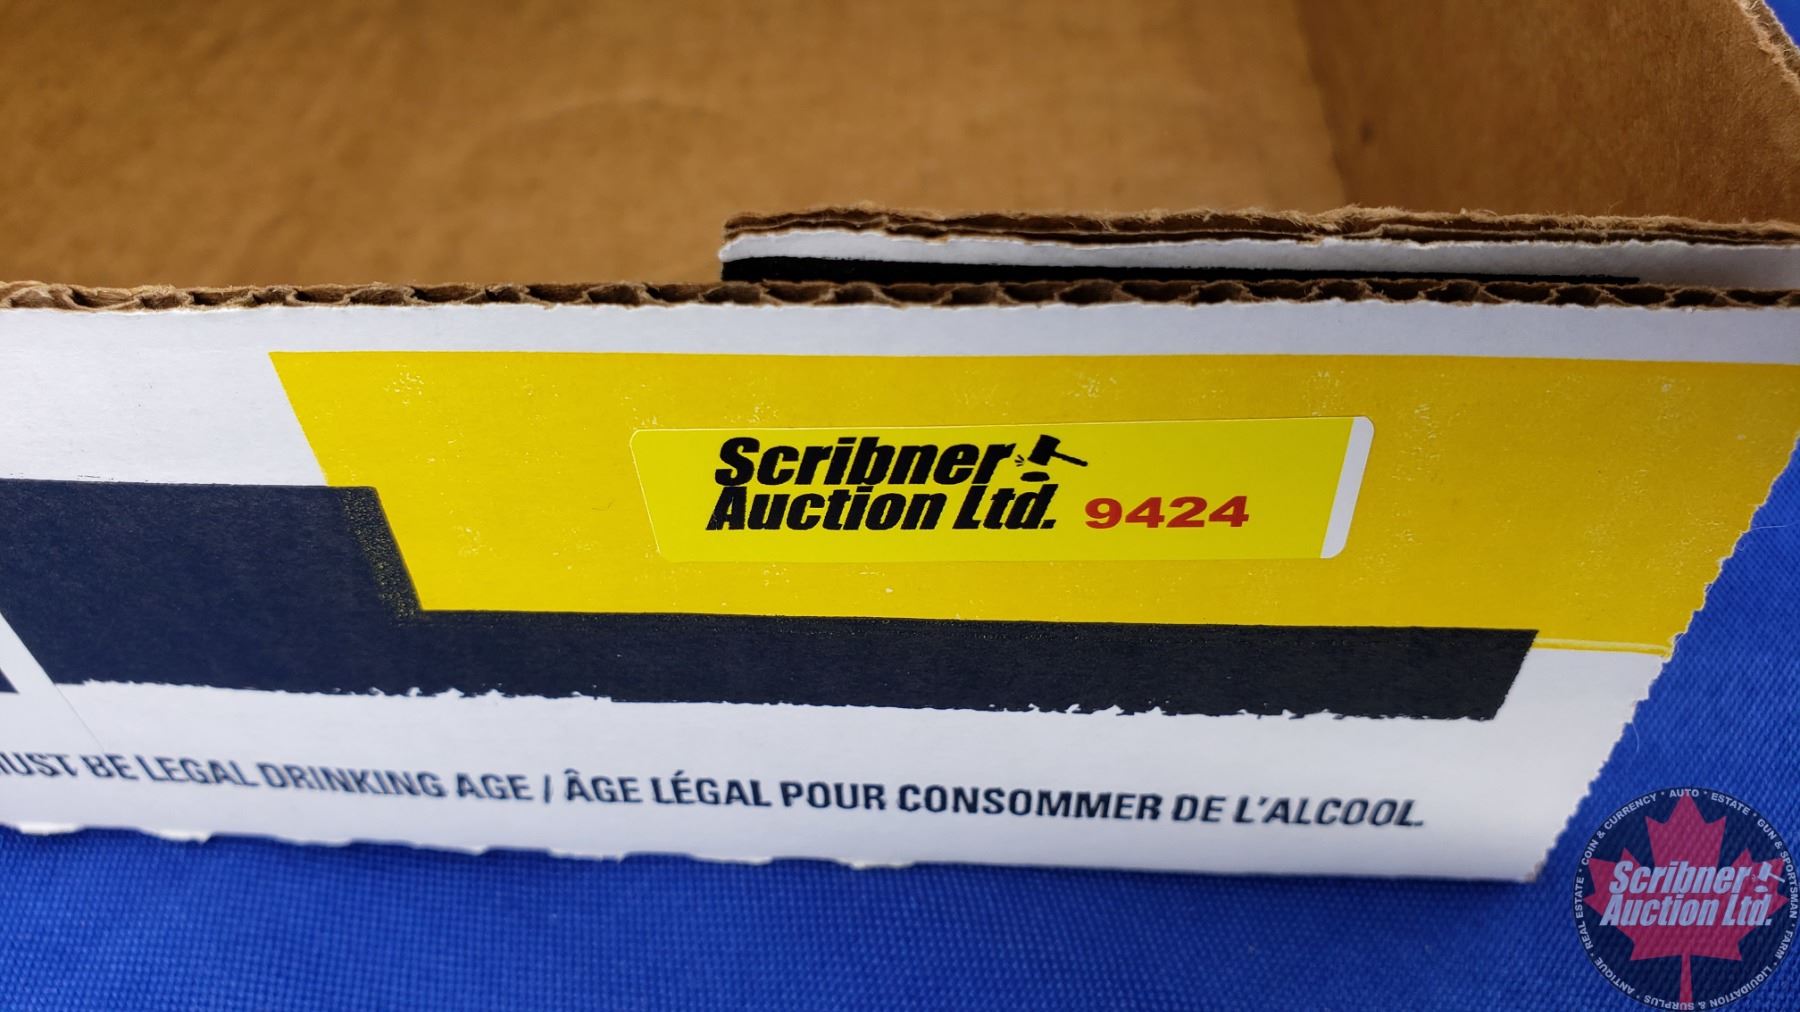 Scribner
Auction Ltd. 9424
MUST BE LEGAL DRINKING AGE / ÂGE LÉGAL POUR CONSOMMER DE L'ALCOOL.
Scribner
Auction Ltd.
ANTIQUE * REAL ESTATE * COIN & CURRENCY * AUTO * ESTATE * GUN & SPORTSMAN * FARM * LIQUIDATION & SURPLUS *